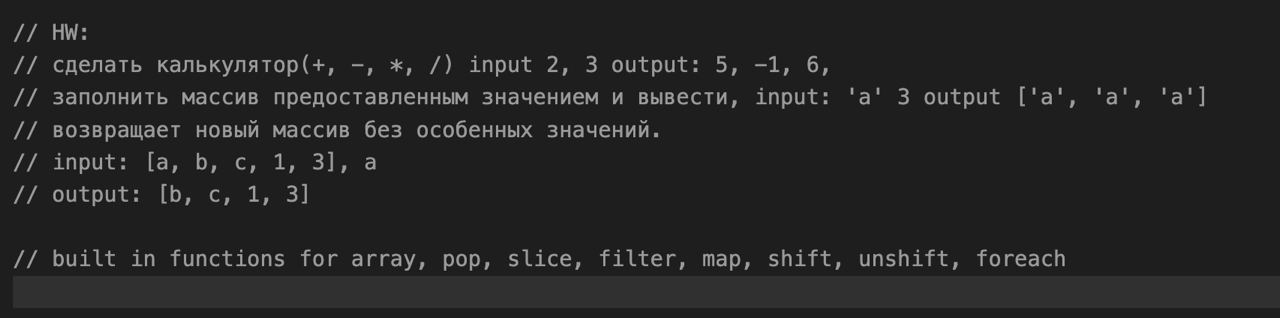 // HW:
// сделать калькулятор(+, -, *, /) input 2, 3 output: 5, -1, 6,
// заполнить массив предоставленным значением и вывести, input: 'a' 3 output ['a', 'a', 'a']
// возвращает новый массив без особенных значений.
// input: [a, b, c, 1, 3], a
// output: [b, c, 1, 3]
// built in functions for array, pop, slice, filter, map, shift, unshift, foreach